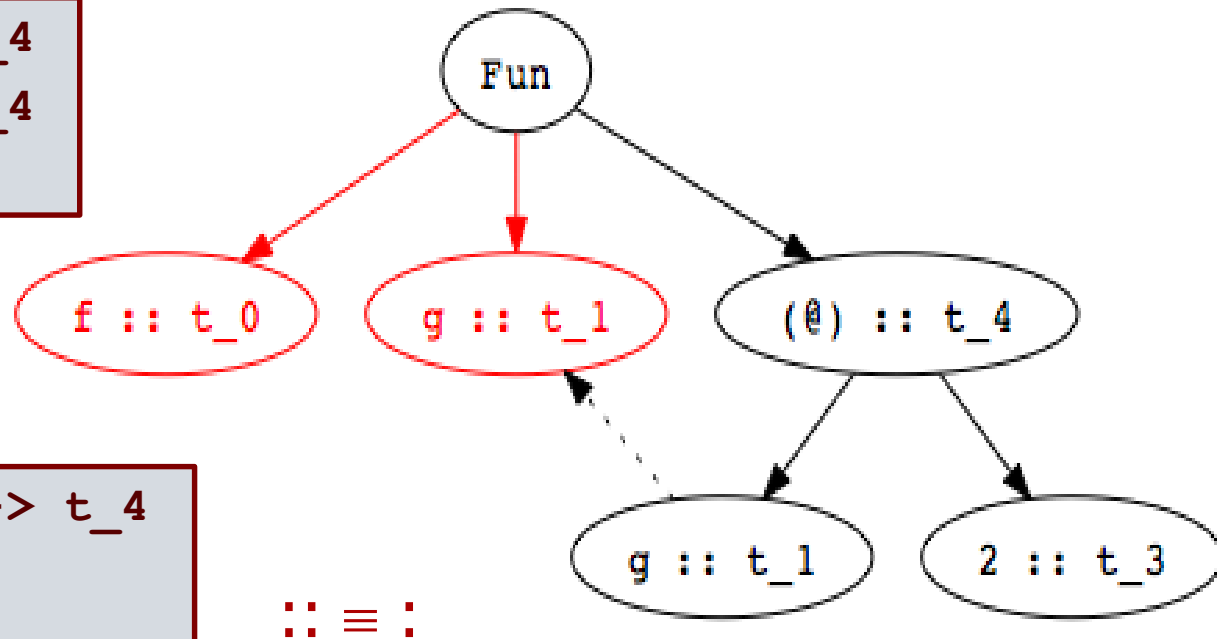 _4
_4
Fun
f :: t_0
g :: t_1
(@) :: t_4
-> t_4
g :: t_1
2 :: t_3
:: ≡ :